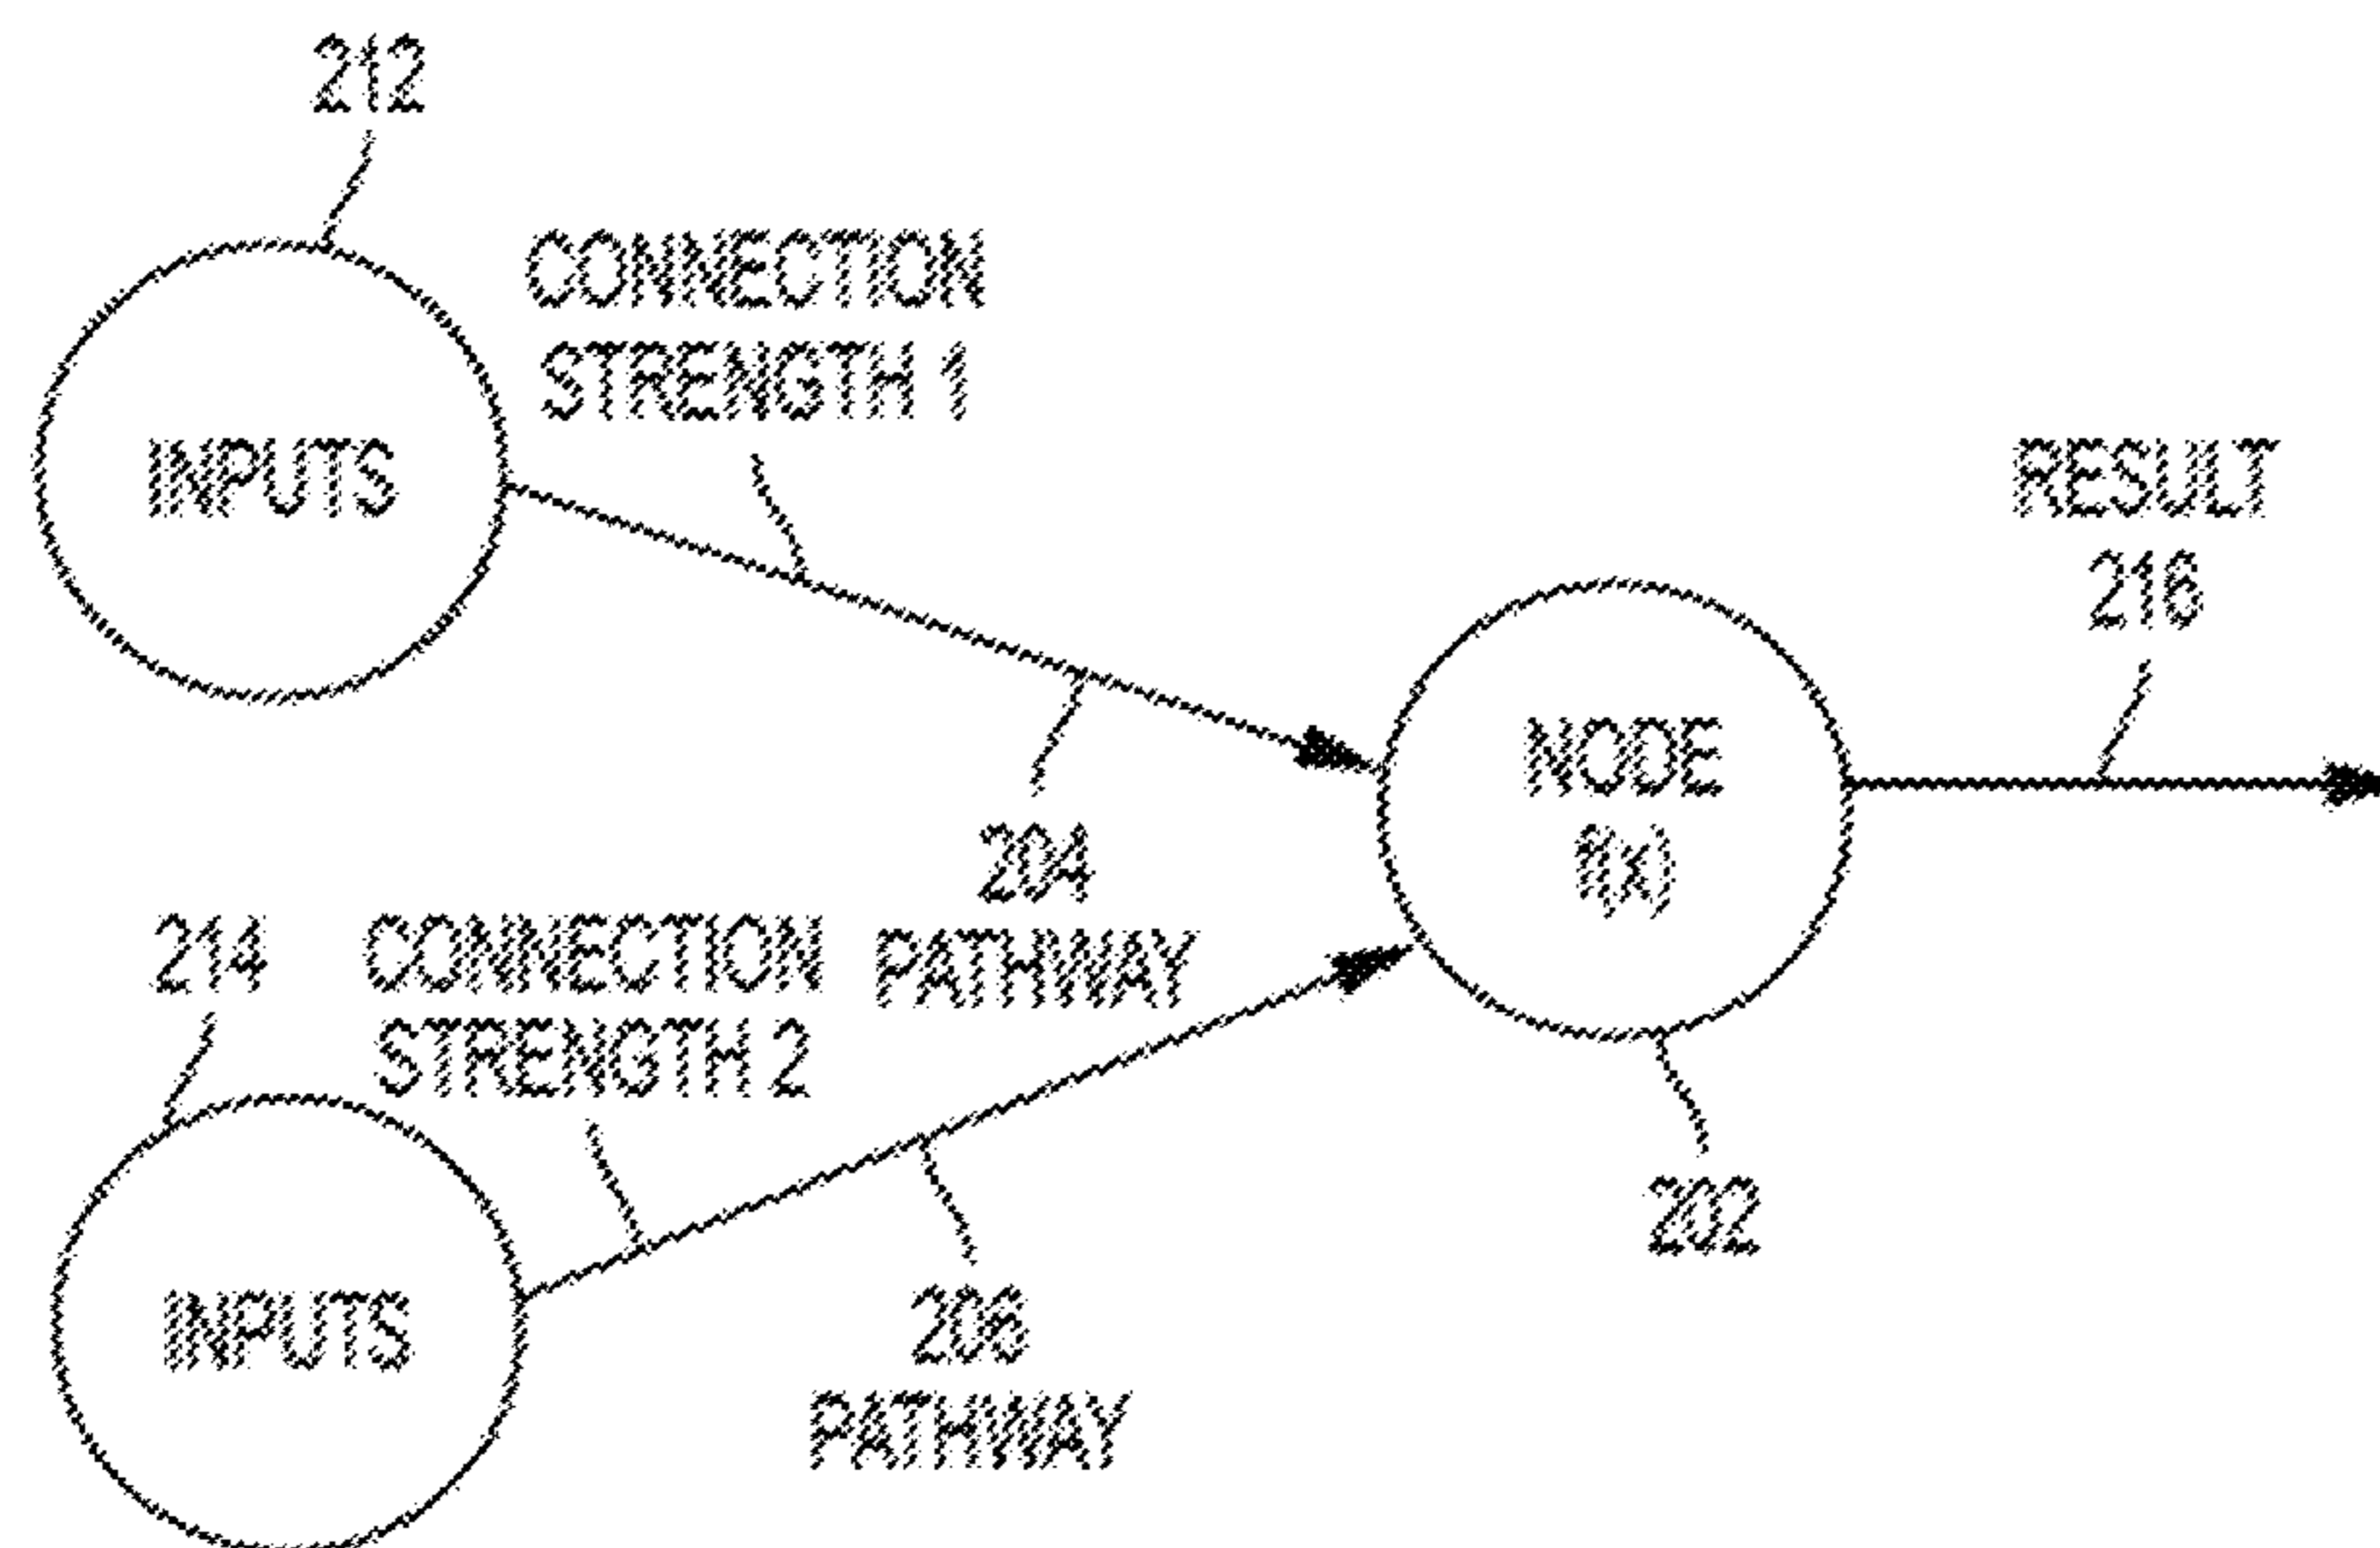 212
CONNECTION
STRENGTH 1
INPUTS
RESULT
216
NODE
f(x)
204
PATHWAY
214
CONNECTION
STRENGTH 2
202
INPUTS
206
PATHWAY